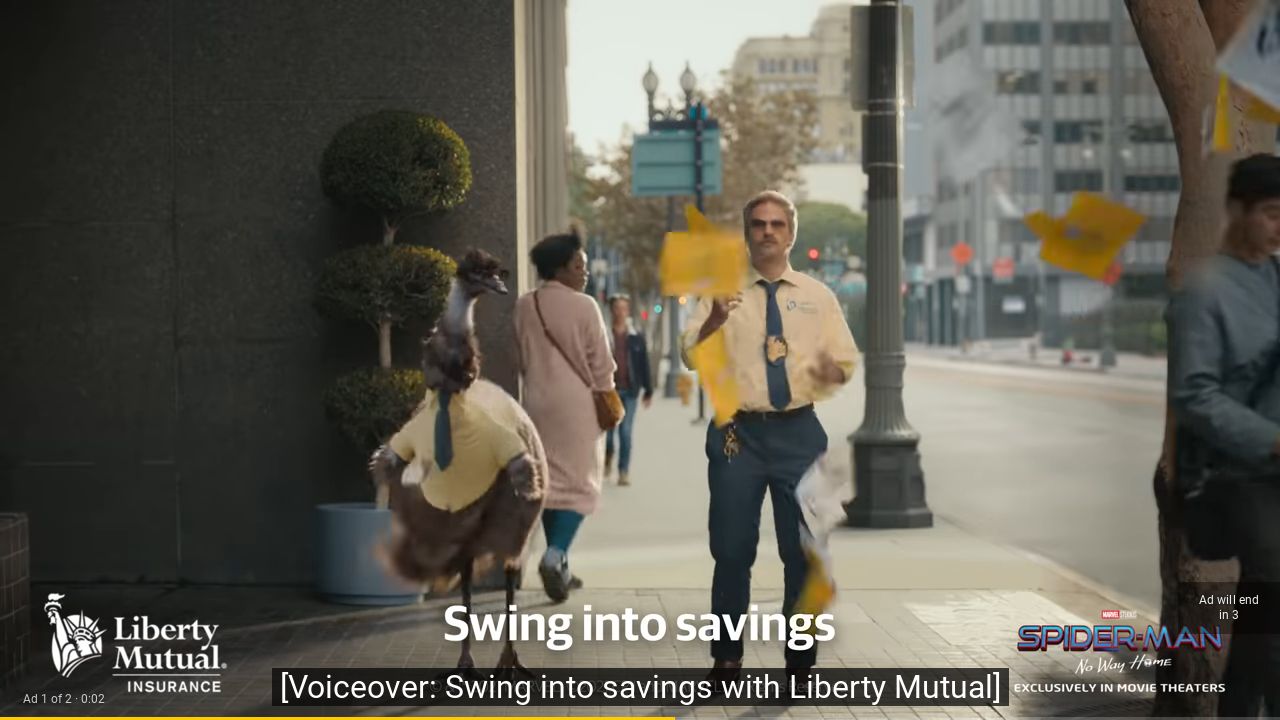 Swing into savings
Liberty
Mutual®
INSURANCE
MARVEL STUDIOS
SPIDER-MAN
No Way Home
EXCLUSIVELY IN MOVIE THEATERS
Ad will end
in 3
[Voiceover: Swing into savings with Liberty Mutual]
Ad 1 of 2 · 0:02